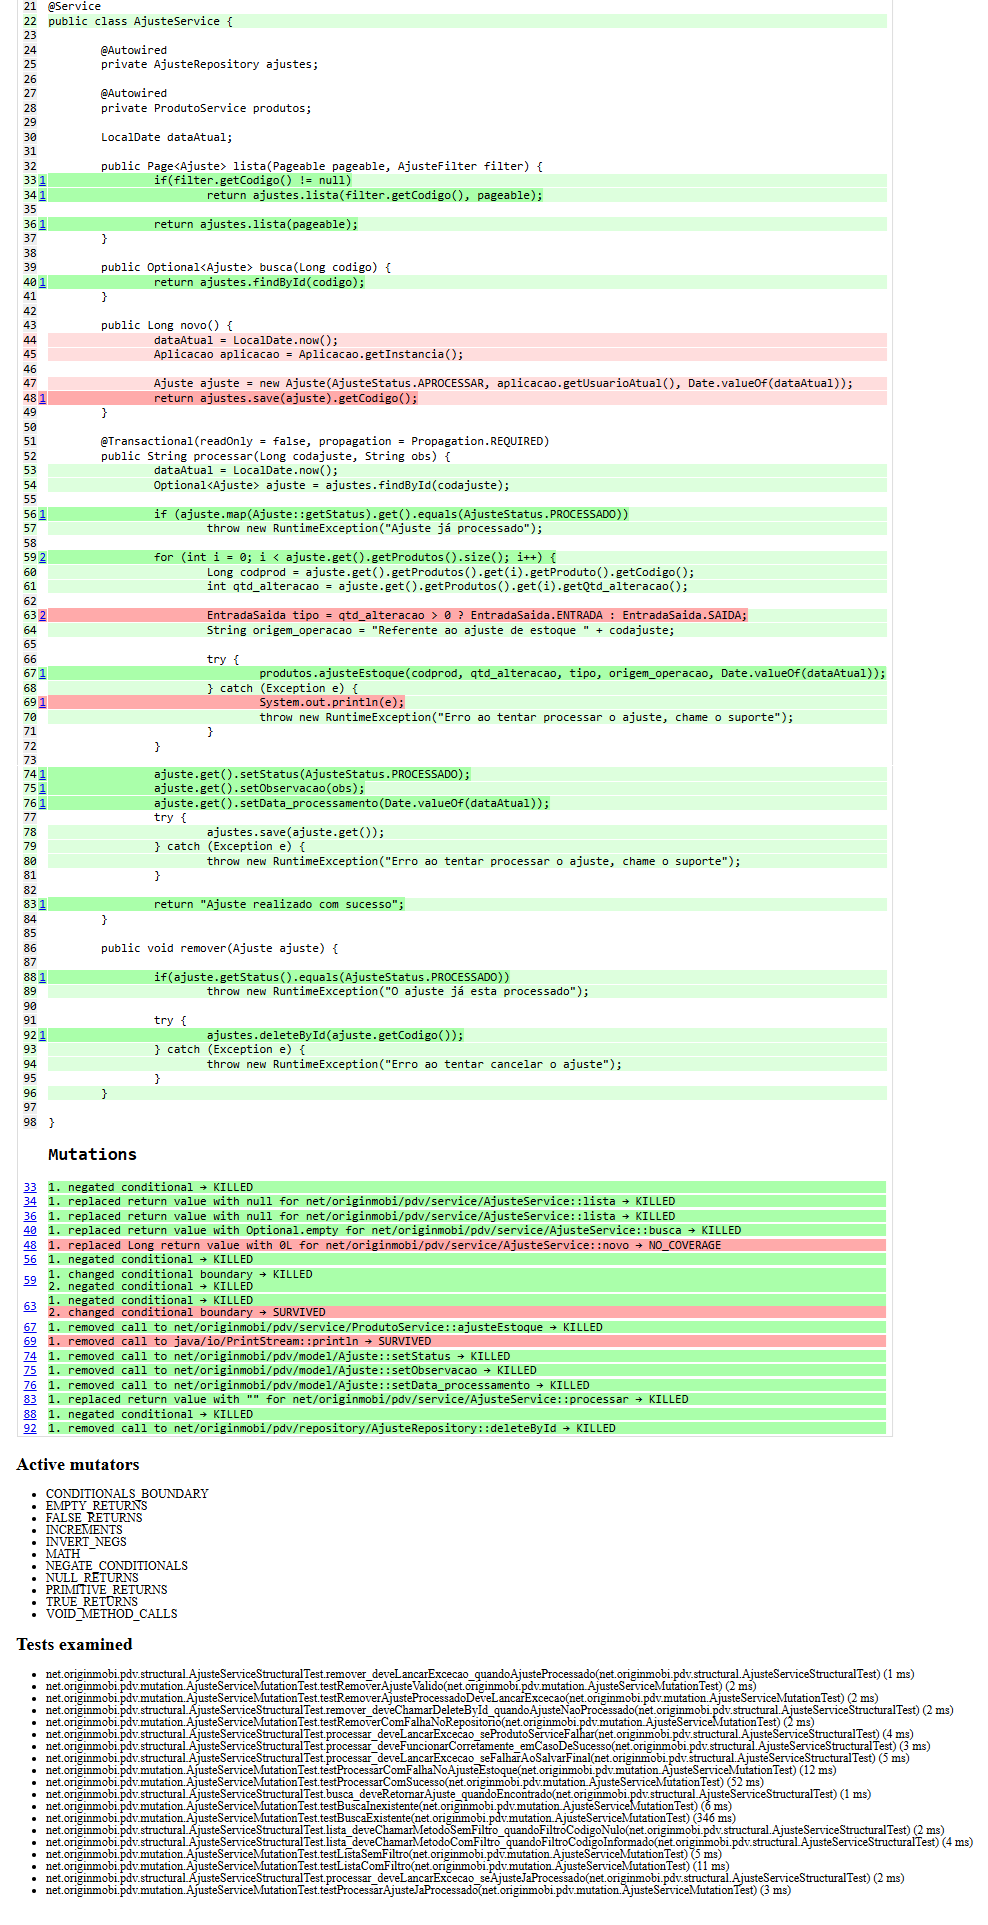 21 @Service
22 public class AjusteService {
23
24 @Autowired
25 private AjusteRepository ajustes;
26
27 @Autowired
28 private ProdutoService produtos;
29
30 LocalDate dataAtual;
31
32 public Page<Ajuste> lista(Pageable pageable, AjusteFilter filter) {
33 1 if(filter.getCodigo() != null)
34 1 return ajustes.lista(filter.getCodigo(), pageable);
35
36 1 return ajustes.lista(pageable);
37 }
38
39 public Optional<Ajuste> busca(Long codigo) {
40 1 return ajustes.findById(codigo);
41 }
42
43 public Long novo() {
44 dataAtual = LocalDate.now();
45 Aplicacao aplicacao = Aplicacao.getInstancia();
46
47 Ajuste ajuste = new Ajuste(AjusteStatus.APROCESSAR, aplicacao.getUsuarioAtual(), Date.valueOf(dataAtual));
48 1 return ajustes.save(ajuste).getCodigo();
49 }
50
51 @Transactional(readOnly = false, propagation = Propagation.REQUIRED)
52 public String processar(Long codajuste, String obs) {
53 dataAtual = LocalDate.now();
54 Optional<Ajuste> ajuste = ajustes.findById(codajuste);
55
56 1 if (ajuste.map(Ajuste::getStatus).get().equals(AjusteStatus.PROCESSADO))
57 throw new RuntimeException("Ajuste já processado");
58
59 2 for (int i = 0; i < ajuste.get().getProdutos().size(); i++) {
60 Long codprod = ajuste.get().getProdutos().get(i).getProduto().getCodigo();
61 int qtd_alteracao = ajuste.get().getProdutos().get(i).getQtd_alteracao();
62
63 2 EntradaSaida tipo = qtd_alteracao > 0 ? EntradaSaida.ENTRADA : EntradaSaida.SAIDA;
64 String origem_operacao = "Referente ao ajuste de estoque " + codajuste;
65
66 try {
67 1 produtos.ajusteEstoque(codprod, qtd_alteracao, tipo, origem_operacao, Date.valueOf(dataAtual));
68 } catch (Exception e) {
69 1 System.out.println(e);
70 throw new RuntimeException("Erro ao tentar processar o ajuste, chame o suporte");
71 }
72 }
73
74 1 ajuste.get().setStatus(AjusteStatus.PROCESSADO);
75 1 ajuste.get().setObservacao(obs);
76 1 ajuste.get().setData_processamento(Date.valueOf(dataAtual));
77 try {
78 ajustes.save(ajuste.get());
79 } catch (Exception e) {
80 throw new RuntimeException("Erro ao tentar processar o ajuste, chame o suporte");
81 }
82
83 1 return "Ajuste realizado com sucesso";
84 }
85
86 public void remover(Ajuste ajuste) {
87
88 1 if(ajuste.getStatus().equals(AjusteStatus.PROCESSADO))
89 throw new RuntimeException("O ajuste já esta processado");
90
91 try {
92 1 ajustes.deleteById(ajuste.getCodigo());
93 } catch (Exception e) {
94 throw new RuntimeException("Erro ao tentar cancelar o ajuste");
95 }
96 }
97
98 }
Mutations
33 1. negated conditional → KILLED
34 1. replaced return value with null for net/originmobi/pdv/service/AjusteService::lista → KILLED
36 1. replaced return value with null for net/originmobi/pdv/service/AjusteService::lista → KILLED
40 1. replaced return value with Optional.empty for net/originmobi/pdv/service/AjusteService::busca → KILLED
48 1. replaced Long return value with 0L for net/originmobi/pdv/service/AjusteService::novo → NO_COVERAGE
56 1. negated conditional → KILLED
59 1. changed conditional boundary → KILLED
2. negated conditional → KILLED
63 1. negated conditional → KILLED
2. changed conditional boundary → SURVIVED
67 1. removed call to net/originmobi/pdv/service/ProdutoService::ajusteEstoque → KILLED
69 1. removed call to java/io/PrintStream::println → SURVIVED
74 1. removed call to net/originmobi/pdv/model/Ajuste::setStatus → KILLED
75 1. removed call to net/originmobi/pdv/model/Ajuste::setObservacao → KILLED
76 1. removed call to net/originmobi/pdv/model/Ajuste::setData_processamento → KILLED
83 1. replaced return value with "" for net/originmobi/pdv/service/AjusteService::processar → KILLED
88 1. negated conditional → KILLED
92 1. removed call to net/originmobi/pdv/repository/AjusteRepository::deleteById → KILLED
Active mutators
• CONDITIONALS_BOUNDARY
• EMPTY_RETURNS
• FALSE_RETURNS
• INCREMENTS
• INVERT_NEGS
• MATH
• NEGATE_CONDITIONALS
• NULL_RETURNS
• PRIMITIVE_RETURNS
• TRUE_RETURNS
• VOID_METHOD_CALLS
Tests examined
• net.originmobi.pdv.structural.AjusteServiceStructuralTest.remover_deveLancarExcecao_quandoAjusteProcessado(net.originmobi.pdv.structural.AjusteServiceStructuralTest) (1 ms)
• net.originmobi.pdv.mutation.AjusteServiceMutationTest.testRemoverAjusteValido(net.originmobi.pdv.mutation.AjusteServiceMutationTest) (2 ms)
• net.originmobi.pdv.mutation.AjusteServiceMutationTest.testRemoverAjusteProcessadoDeveLancarExcecao(net.originmobi.pdv.mutation.AjusteServiceMutationTest) (2 ms)
• net.originmobi.pdv.structural.AjusteServiceStructuralTest.remover_deveChamarDeleteById_quandoAjusteNaoProcessado(net.originmobi.pdv.structural.AjusteServiceStructuralTest) (2 ms)
• net.originmobi.pdv.mutation.AjusteServiceMutationTest.testRemoverComFalhaNoRepositorio(net.originmobi.pdv.mutation.AjusteServiceMutationTest) (2 ms)
• net.originmobi.pdv.structural.AjusteServiceStructuralTest.processar_deveLancarExcecao_seProdutoServiceFalhar(net.originmobi.pdv.structural.AjusteServiceStructuralTest) (4 ms)
• net.originmobi.pdv.structural.AjusteServiceStructuralTest.processar_deveFuncionarCorretamente_emCasoDeSucesso(net.originmobi.pdv.structural.AjusteServiceStructuralTest) (3 ms)
• net.originmobi.pdv.structural.AjusteServiceStructuralTest.processar_deveLancarExcecao_seFalharAoSalvarFinal(net.originmobi.pdv.structural.AjusteServiceStructuralTest) (5 ms)
• net.originmobi.pdv.mutation.AjusteServiceMutationTest.testProcessarComFalhaNoAjusteEstoque(net.originmobi.pdv.mutation.AjusteServiceMutationTest) (12 ms)
• net.originmobi.pdv.mutation.AjusteServiceMutationTest.testProcessarComSucesso(net.originmobi.pdv.mutation.AjusteServiceMutationTest) (52 ms)
• net.originmobi.pdv.structural.AjusteServiceStructuralTest.busca_deveRetornarAjuste_quandoEncontrado(net.originmobi.pdv.structural.AjusteServiceStructuralTest) (1 ms)
• net.originmobi.pdv.mutation.AjusteServiceMutationTest.testBuscaInexistente(net.originmobi.pdv.mutation.AjusteServiceMutationTest) (6 ms)
• net.originmobi.pdv.mutation.AjusteServiceMutationTest.testBuscaExistente(net.originmobi.pdv.mutation.AjusteServiceMutationTest) (346 ms)
• net.originmobi.pdv.structural.AjusteServiceStructuralTest.lista_deveChamarMetodoSemFiltro_quandoFiltroCodigoNulo(net.originmobi.pdv.structural.AjusteServiceStructuralTest) (2 ms)
• net.originmobi.pdv.structural.AjusteServiceStructuralTest.lista_deveChamarMetodoComFiltro_quandoFiltroCodigoInformado(net.originmobi.pdv.structural.AjusteServiceStructuralTest) (4 ms)
• net.originmobi.pdv.mutation.AjusteServiceMutationTest.testListaSemFiltro(net.originmobi.pdv.mutation.AjusteServiceMutationTest) (5 ms)
• net.originmobi.pdv.mutation.AjusteServiceMutationTest.testListaComFiltro(net.originmobi.pdv.mutation.AjusteServiceMutationTest) (11 ms)
• net.originmobi.pdv.structural.AjusteServiceStructuralTest.processar_deveLancarExcecao_seAjusteJaProcessado(net.originmobi.pdv.structural.AjusteServiceStructuralTest) (2 ms)
• net.originmobi.pdv.mutation.AjusteServiceMutationTest.testProcessarAjusteJaProcessado(net.originmobi.pdv.mutation.AjusteServiceMutationTest) (3 ms)